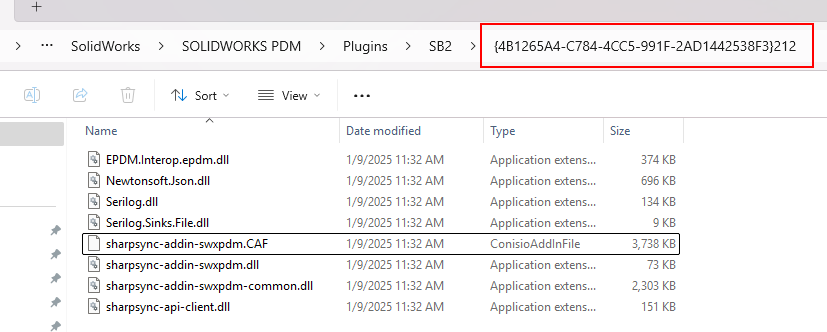 +
> ... SolidWorks > SOLIDWORKS PDM > Plugins > SB2 > {4B1265A4-C784-4CC5-991F-2AD1442538F3}212
Sort View ...
Name Date modified Type Size
EPDM.Interop.epdm.dll 1/9/2025 11:32 AM Application extens... 374 KB
Newtonsoft.Json.dll 1/9/2025 11:32 AM Application extens... 696 KB
Serilog.dll 1/9/2025 11:32 AM Application extens... 134 KB
Serilog.Sinks.File.dll 1/9/2025 11:32 AM Application extens... 9 KB
sharpsync-addin-swxpdm.CAF 1/9/2025 11:32 AM ConisioAddInFile 3,738 KB
sharpsync-addin-swxpdm.dll 1/9/2025 11:32 AM Application extens... 73 KB
sharpsync-addin-swxpdm-common.dll 1/9/2025 11:32 AM Application extens... 2,303 KB
sharpsync-api-client.dll 1/9/2025 11:32 AM Application extens... 151 KB